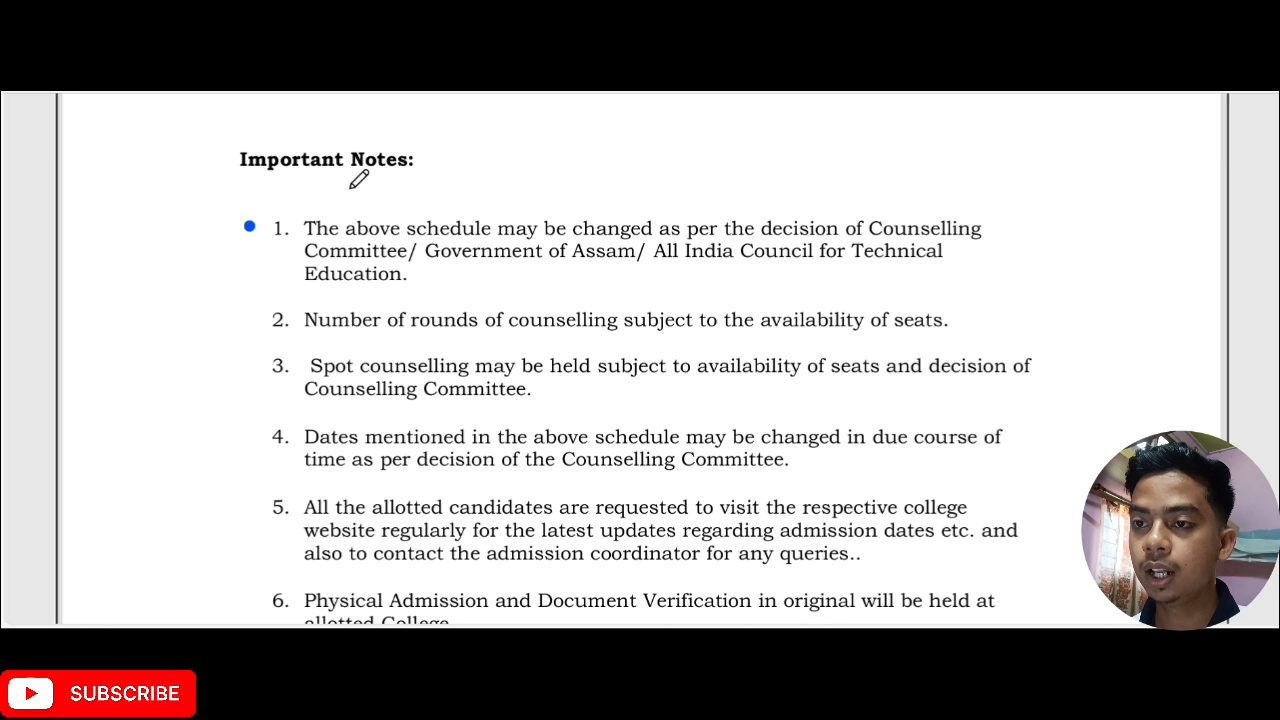 Important Notes:
1. The above schedule may be changed as per the decision of Counselling
Committee/ Government of Assam/ All India Council for Technical
Education.
2. Number of rounds of counselling subject to the availability of seats.
3. Spot counselling may be held subject to availability of seats and decision of
Counselling Committee.
4. Dates mentioned in the above schedule may be changed in due course of
time as per decision of the Counselling Committee.
5. All the allotted candidates are requested to visit the respective college
website regularly for the latest updates regarding admission dates etc. and
also to contact the admission coordinator for any queries..
6. Physical Admission and Document Verification in original will be held at
allotted College
SUBSCRIBE